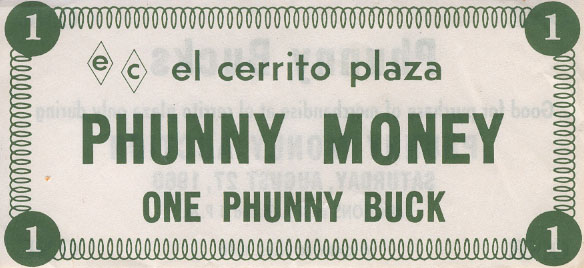 1 1
e c el cerrito plaza
PHUNNY MONEY
ONE PHUNNY BUCK
1 1